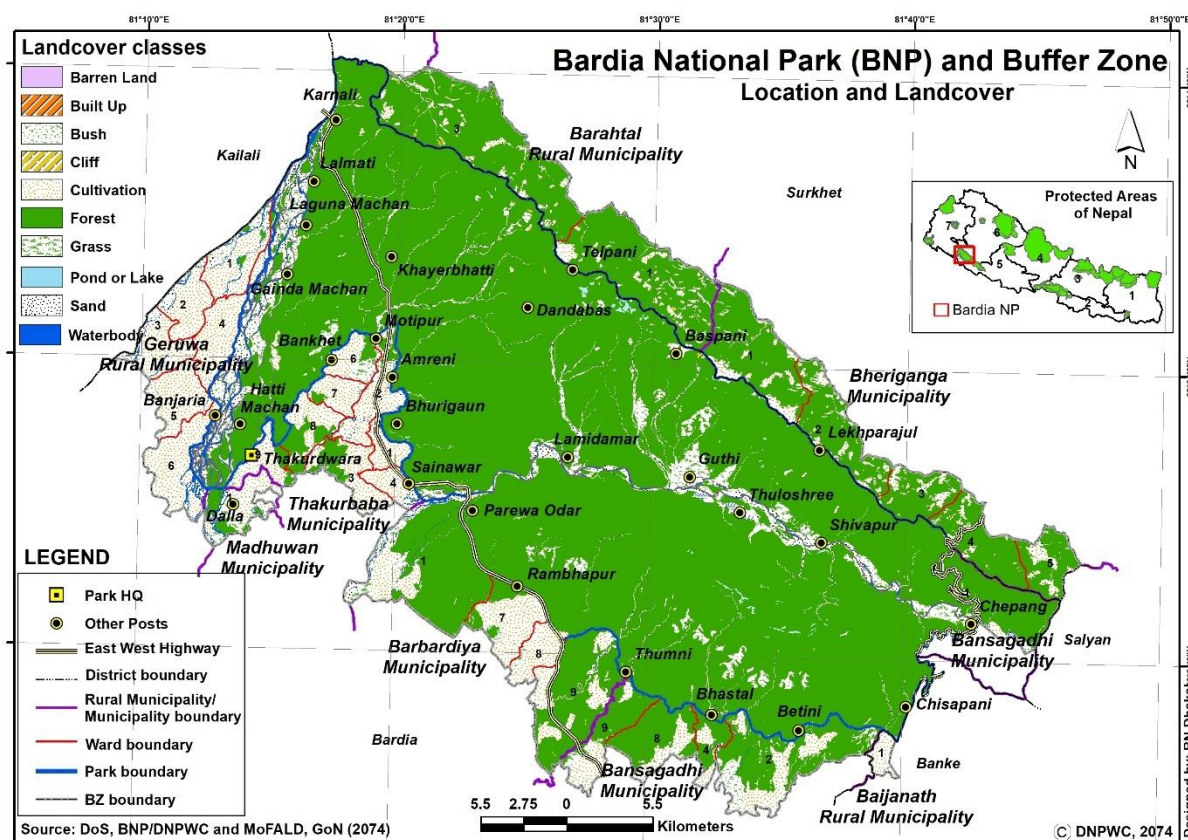 81°10'0"E 81°20'0"E 81°30'0"E 81°40'0"E 81°50'0"E
Bardia National Park (BNP) and Buffer Zone
Location and Landcover
Landcover classes
Barren Land
Built Up
Bush
Cliff
Cultivation
Forest
Grass
Pond or Lake
Sand
Waterbody
N
Protected Areas
of Nepal
7
6
5
4
3
2
1
Bardia NP
Karnali
Kailali
Lalmati
Laguna Machan
Khayerbhatti
Gainda Machan
Motipur
Bankhet
Amreni
Bhurigaun
Geruwa
Rural Municipality
Hatti
Machan
Banjaria
Thakurdwara
Sainawar
Dalla
Thakurbaba
Municipality
Madhuwan
Municipality
Barahtal
Rural Municipality
Surkhet
Telpani
Dandabas
Baspani
Bheriganga
Municipality
Lekhparajul
Lamidamar
Guthi
Thuloshree
Shivapur
Parewa Odar
Rambhapur
Chepang
Bansagadhi
Municipality
Salyan
Barbardiya
Municipality
Thumni
Bhastal
Betini
Chisapani
Bardia
Bansagadhi
Municipality
Banke
Baijanath
Rural Municipality
LEGEND
Park HQ
Other Posts
East West Highway
District boundary
Rural Municipality/
Municipality boundary
Ward boundary
Park boundary
BZ boundary
Source: DoS, BNP/DNPWC and MoFALD, GoN (2074)
5.5 2.75 0 5.5
Kilometers
© DNPWC, 2074